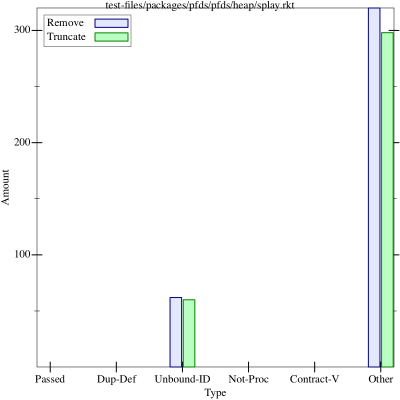 test-files/packages/pfds/pfds/heap/splay.rkt
Remove
Truncate
300
200
100
Amount
Passed Dup-Def Unbound-ID Not-Proc Contract-V Other
Type